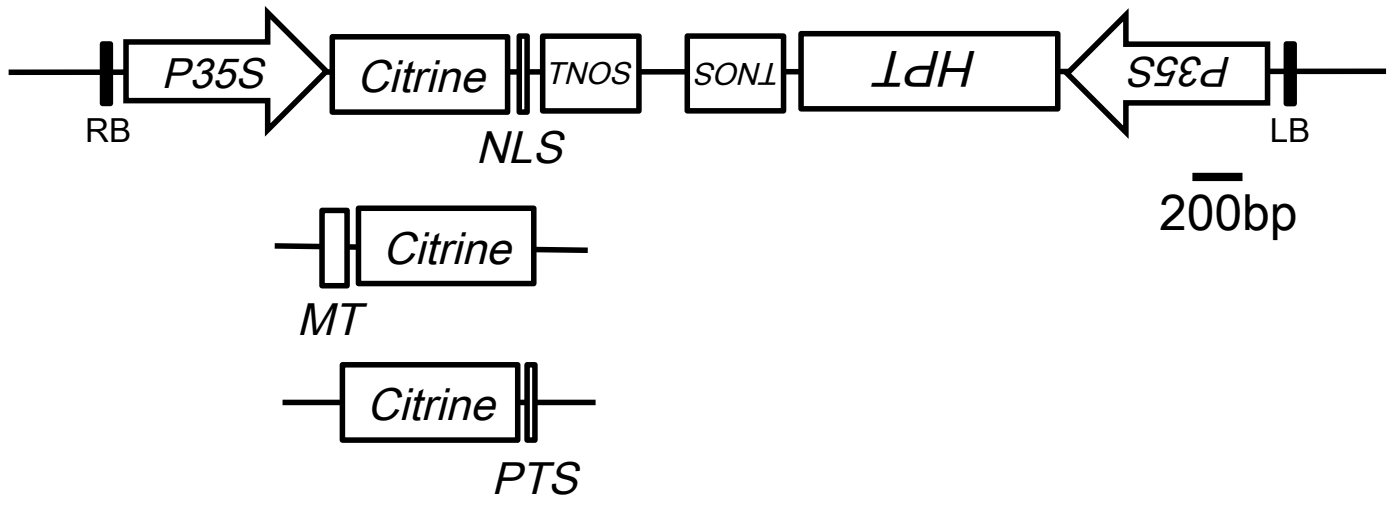 P35S Citrine TNOS TNOS HPT P35S
RB NLS LB
200bp
Citrine
MT
Citrine
PTS